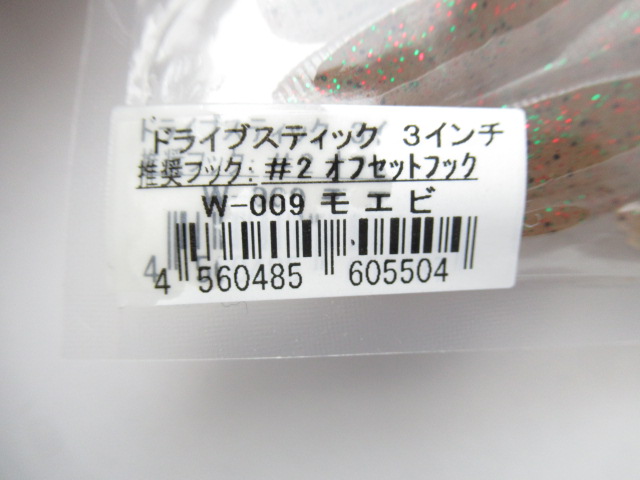 ドライブスティック 3インチ
推奨フック: #2 オフセットフック
W-009 モエビ
4 560485 605504